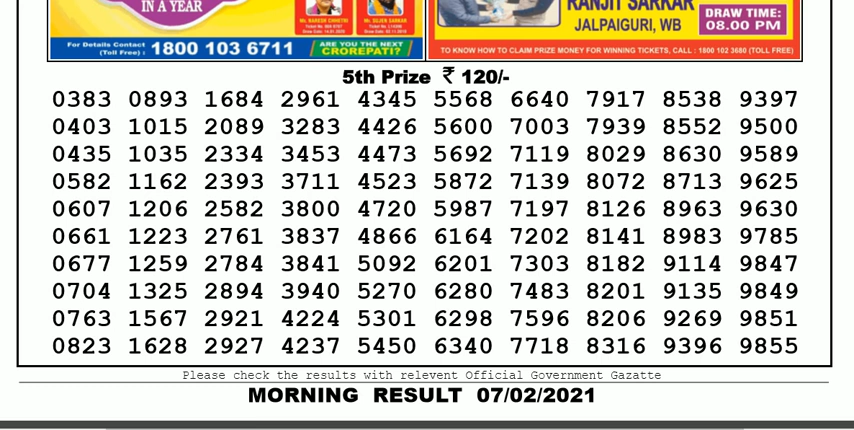 IN A YEAR
For Details Contact
(Toll Free) : 1800 103 6711
ARE YOU THE NEXT
CROREPATI?
RANJIT SARKAR
JALPAIGURI, WB
DRAW TIME:
08.00 PM
TO KNOW HOW TO CLAIM PRIZE MONEY FOR WINNING TICKETS, CALL : 1800 102 3680 (TOLL FREE)
5th Prize ₹ 120/-
0383 0893 1684 2961 4345 5568 6640 7917 8538 9397
0403 1015 2089 3283 4426 5600 7003 7939 8552 9500
0435 1035 2334 3453 4473 5692 7119 8029 8630 9589
0582 1162 2393 3711 4523 5872 7139 8072 8713 9625
0607 1206 2582 3800 4720 5987 7197 8126 8963 9630
0661 1223 2761 3837 4866 6164 7202 8141 8983 9785
0677 1259 2784 3841 5092 6201 7303 8182 9114 9847
0704 1325 2894 3940 5270 6280 7483 8201 9135 9849
0763 1567 2921 4224 5301 6298 7596 8206 9269 9851
0823 1628 2927 4237 5450 6340 7718 8316 9396 9855
Please check the results with relevent Official Government Gazatte
MORNING RESULT 07/02/2021